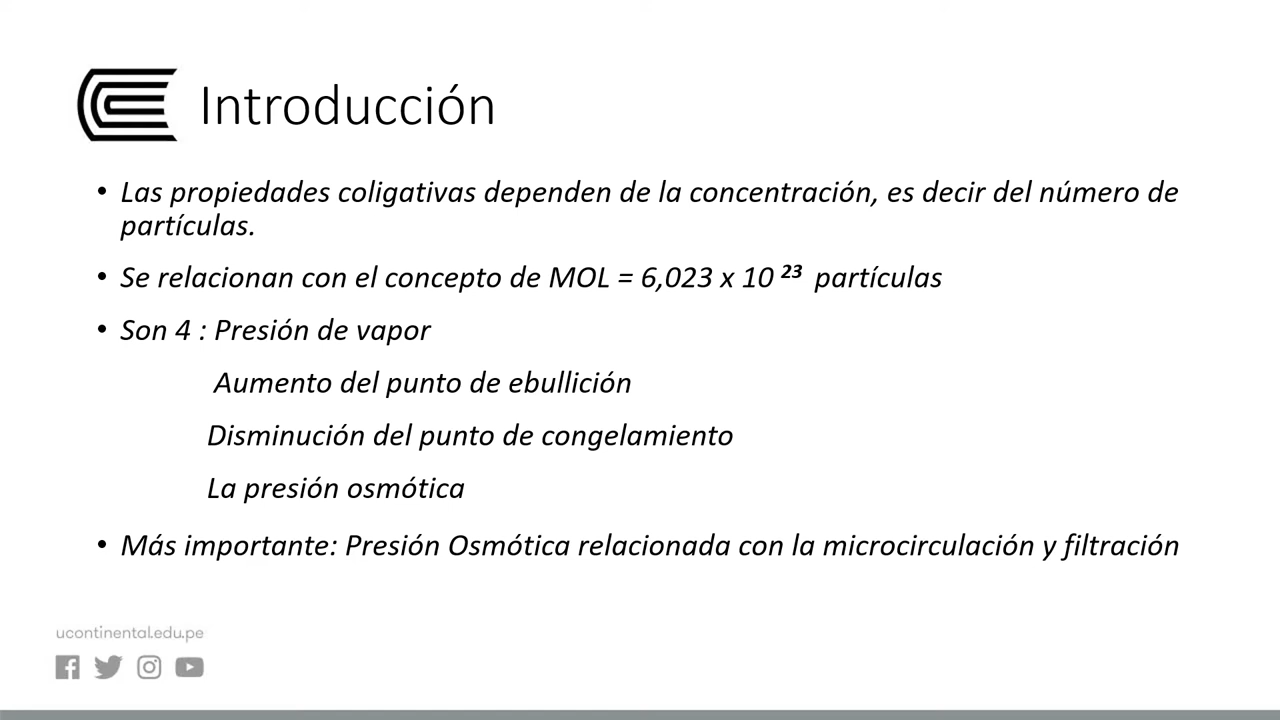 Introducción
• Las propiedades coligativas dependen de la concentración, es decir del número de
partículas.
• Se relacionan con el concepto de MOL = 6,023 x 10 ²³ partículas
• Son 4 : Presión de vapor
Aumento del punto de ebullición
Disminución del punto de congelamiento
La presión osmótica
• Más importante: Presión Osmótica relacionada con la microcirculación y filtración
ucontinental.edu.pe